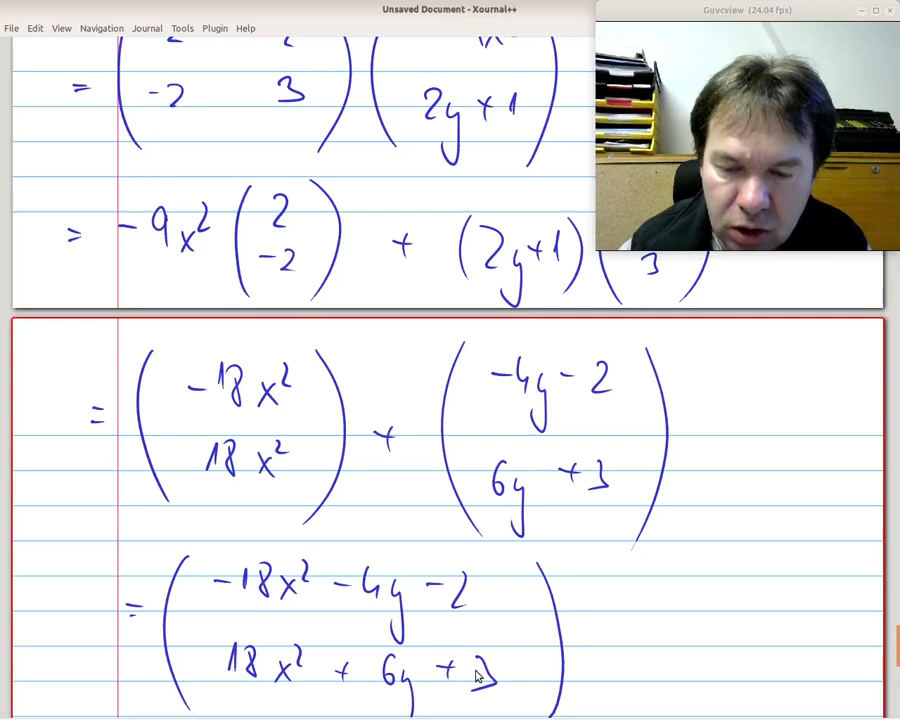 Unsaved Document - Xournal++
Guvcview (24.04 fps)
File Edit View Navigation Journal Tools Plugin Help
= ( -2 3 ) ( 2y + 1
= -9x² ( 2 -2 ) + (2y+1) ( 3 )
= ( -18x² ) + ( -4y - 2 )
( 18x² ) ( 6y + 3 )
= ( -18x² - 4y - 2 )
( 18x² + 6y + 3 )